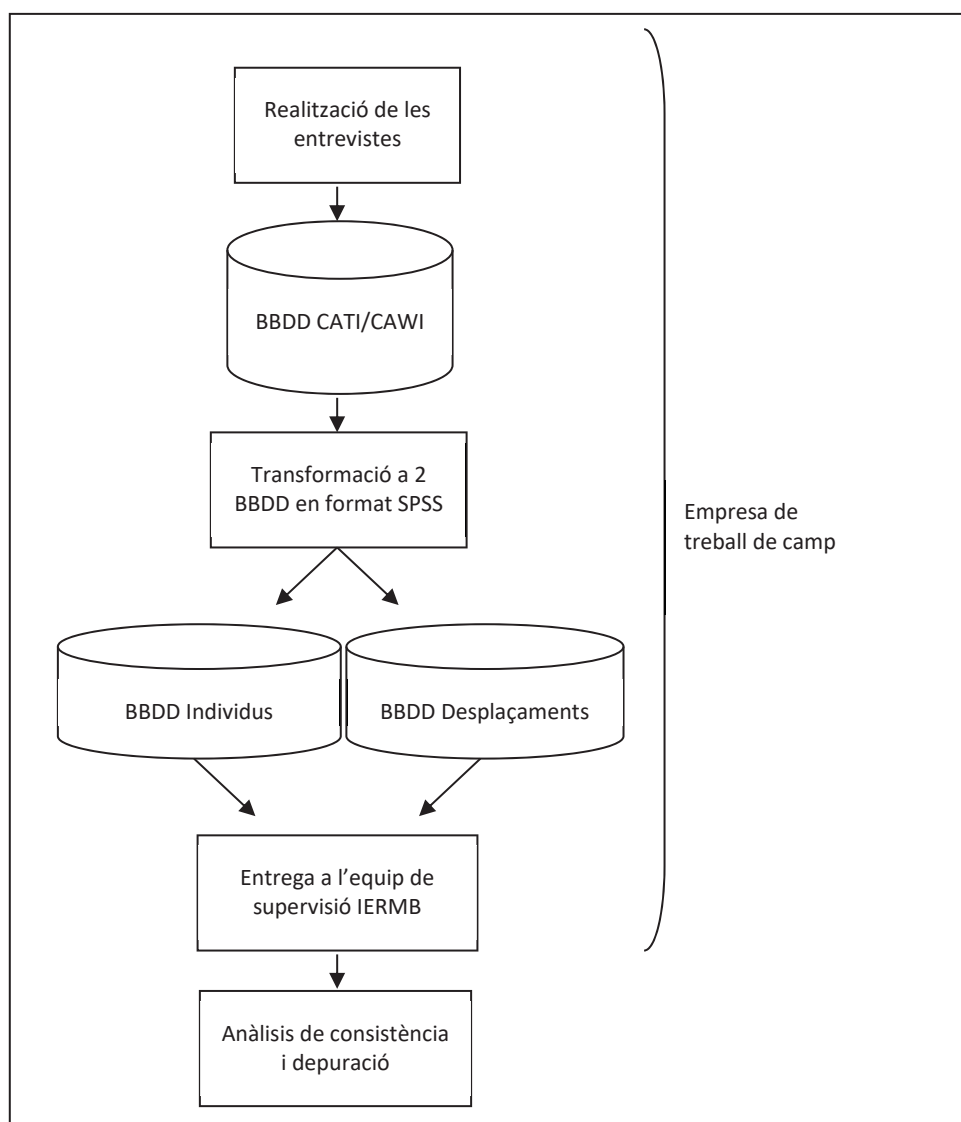 Realització de les
entrevistes
BBDD CATI/CAWI
Transformació a 2
BBDD en format SPSS
Empresa de
treball de camp
BBDD Individus
BBDD Desplaçaments
Entrega a l’equip de
supervisió IERMB
Anàlisis de consistència
i depuració